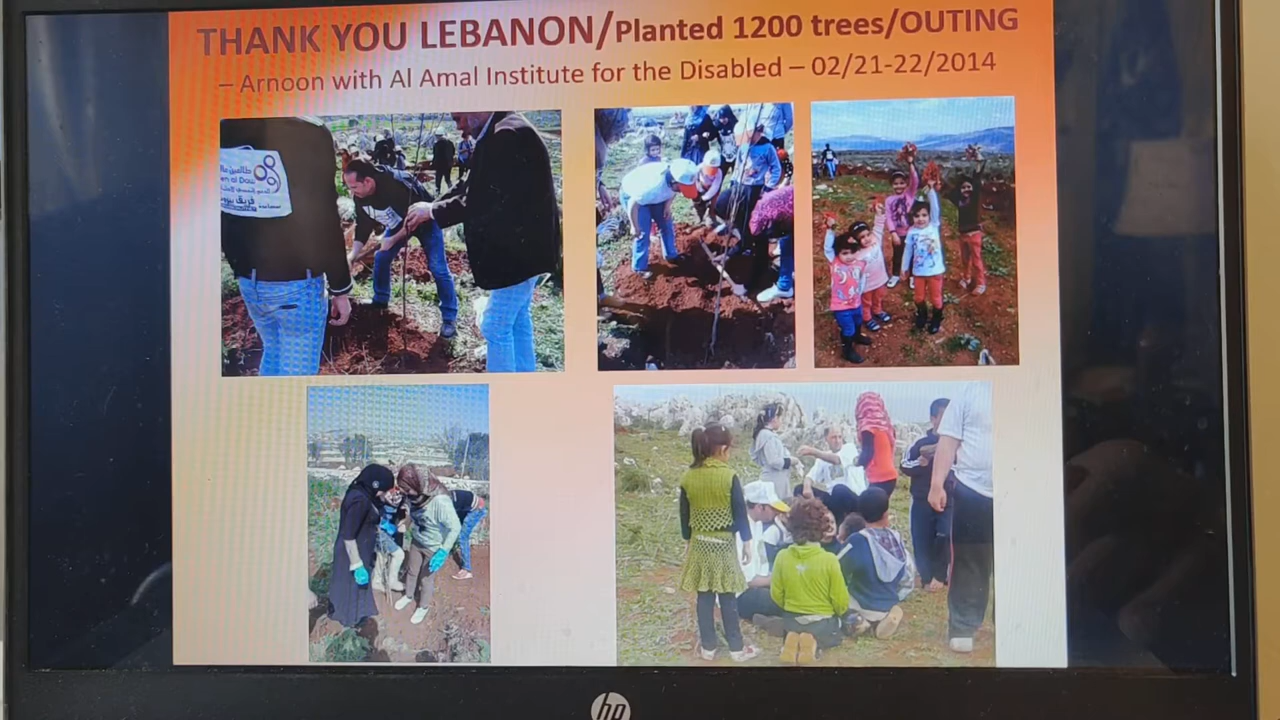 THANK YOU LEBANON/Planted 1200 trees/OUTING
– Arnoon with Al Amal Institute for the Disabled – 02/21-22/2014
hp